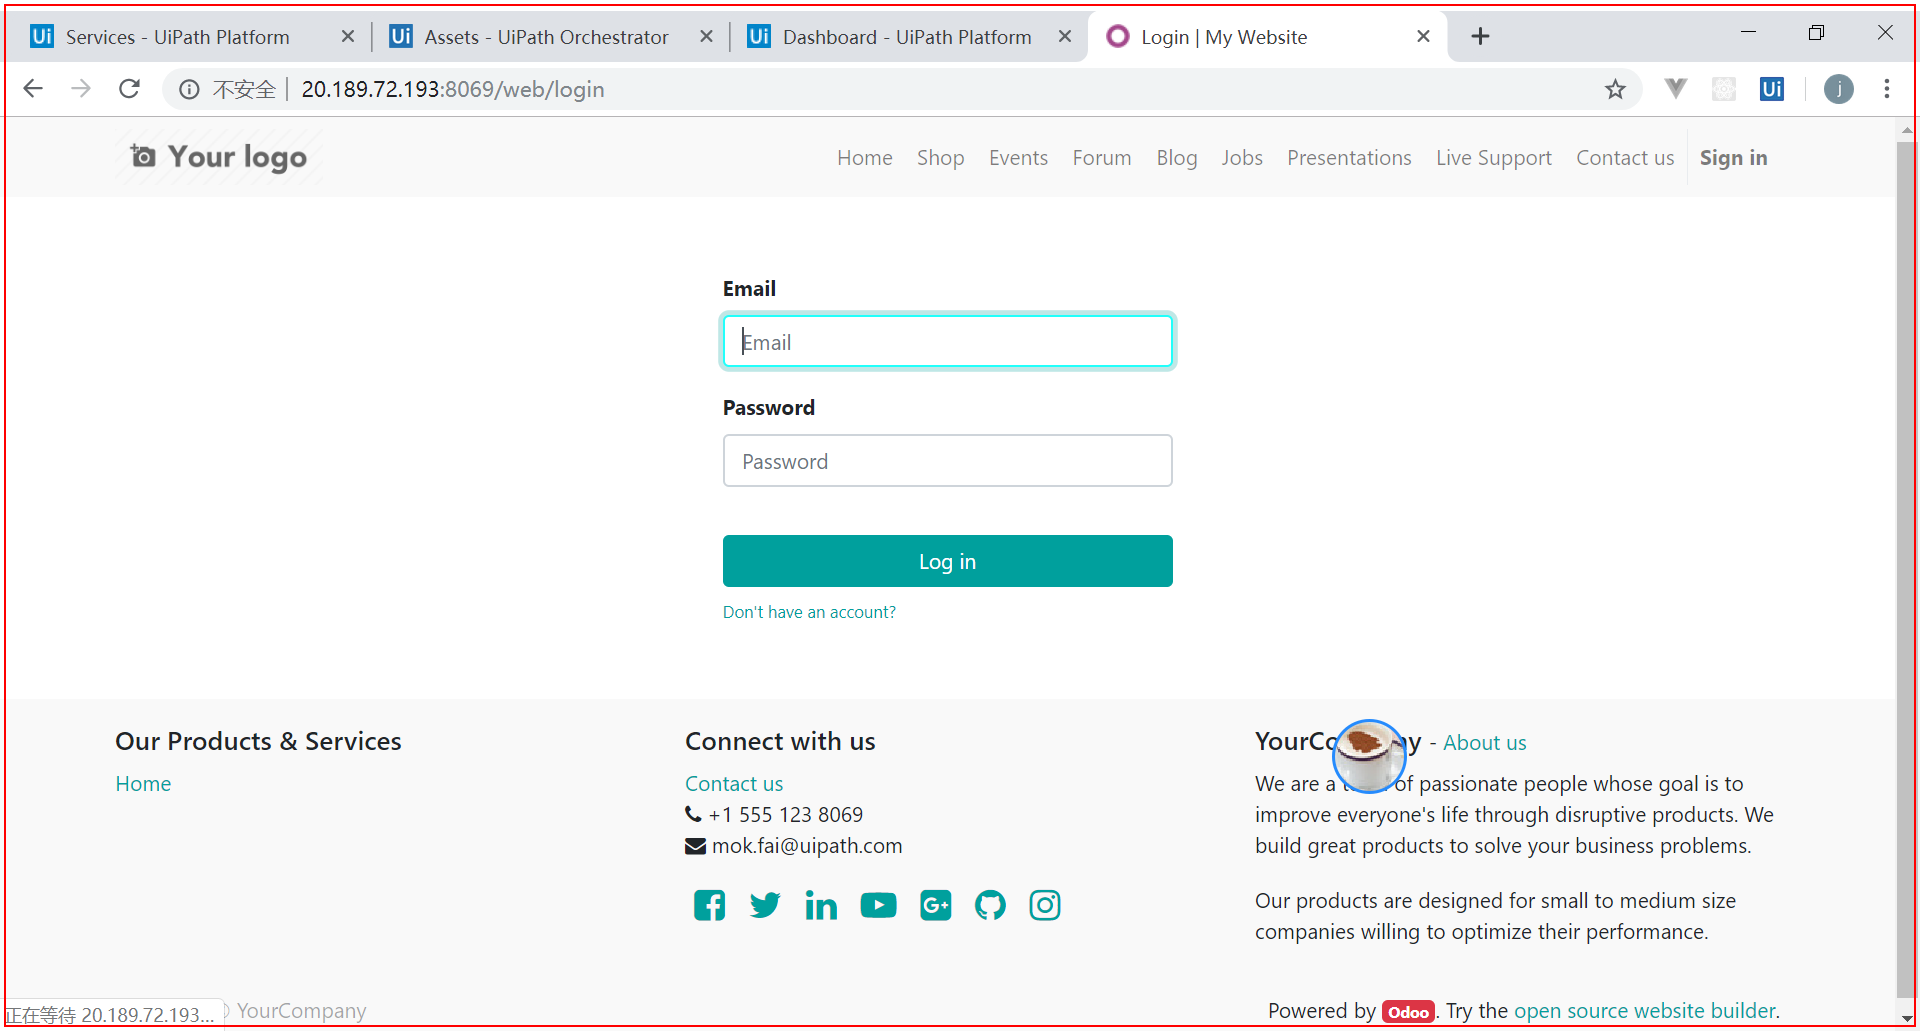 Services - UiPath Platform
Assets - UiPath Orchestrator
Dashboard - UiPath Platform
Login | My Website
不安全 | 20.189.72.193:8069/web/login
Ui
j
Your logo
Home Shop Events Forum Blog Jobs Presentations Live Support Contact us Sign in
Email
Email
Password
Password
Log in
Don't have an account?
Our Products & Services
Home
Connect with us
Contact us
+1 555 123 8069
mok.fai@uipath.com
- About us
We are a of passionate people whose goal is to
improve everyone's life through disruptive products. We
build great products to solve your business problems.
Our products are designed for small to medium size
companies willing to optimize their performance.
正在等待 20.189.72.193...
YourCompany
Powered by Odoo. Try the open source website builder.